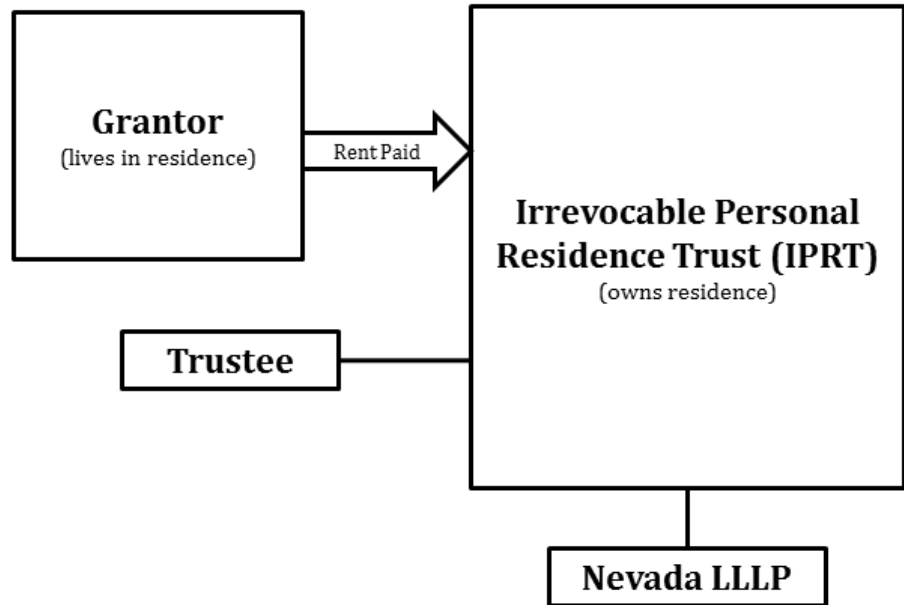 Grantor
(lives in residence)
Rent Paid
Irrevocable Personal
Residence Trust (IPRT)
(owns residence)
Trustee
Nevada LLLP